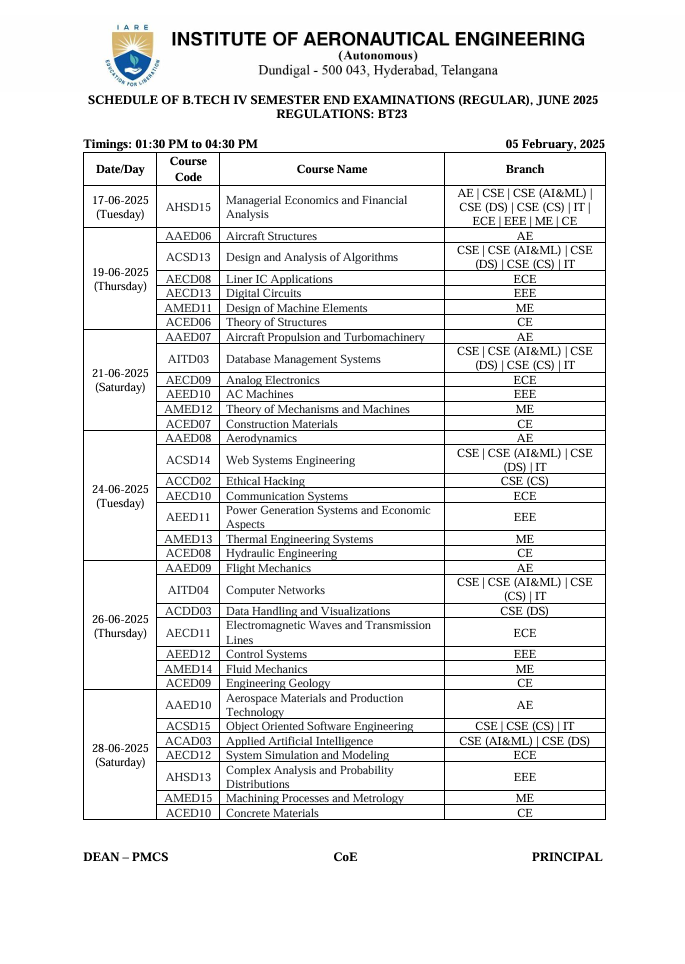 I A R E
EDUCATION FOR LIBERATION
INSTITUTE OF AERONAUTICAL ENGINEERING
(Autonomous)
Dundigal - 500 043, Hyderabad, Telangana
SCHEDULE OF B.TECH IV SEMESTER END EXAMINATIONS (REGULAR), JUNE 2025
REGULATIONS: BT23
Timings: 01:30 PM to 04:30 PM 05 February, 2025
Date/Day Course Code Course Name Branch
17-06-2025 (Tuesday) AHSD15 Managerial Economics and Financial Analysis AE | CSE | CSE (AI&ML) | CSE (DS) | CSE (CS) | IT | ECE | EEE | ME | CE
19-06-2025 (Thursday) AAED06 Aircraft Structures AE
ACSD13 Design and Analysis of Algorithms CSE | CSE (AI&ML) | CSE (DS) | CSE (CS) | IT
AECD08 Liner IC Applications ECE
AECD13 Digital Circuits EEE
AMED11 Design of Machine Elements ME
ACED06 Theory of Structures CE
21-06-2025 (Saturday) AAED07 Aircraft Propulsion and Turbomachinery AE
AITD03 Database Management Systems CSE | CSE (AI&ML) | CSE (DS) | CSE (CS) | IT
AECD09 Analog Electronics ECE
AEED10 AC Machines EEE
AMED12 Theory of Mechanisms and Machines ME
ACED07 Construction Materials CE
24-06-2025 (Tuesday) AAED08 Aerodynamics AE
ACSD14 Web Systems Engineering CSE | CSE (AI&ML) | CSE (DS) | IT
ACCD02 Ethical Hacking CSE (CS)
AECD10 Communication Systems ECE
AEED11 Power Generation Systems and Economic Aspects EEE
AMED13 Thermal Engineering Systems ME
ACED08 Hydraulic Engineering CE
26-06-2025 (Thursday) AAED09 Flight Mechanics AE
AITD04 Computer Networks CSE | CSE (AI&ML) | CSE (CS) | IT
ACDD03 Data Handling and Visualizations CSE (DS)
AECD11 Electromagnetic Waves and Transmission Lines ECE
AEED12 Control Systems EEE
AMED14 Fluid Mechanics ME
ACED09 Engineering Geology CE
28-06-2025 (Saturday) AAED10 Aerospace Materials and Production Technology AE
ACSD15 Object Oriented Software Engineering CSE | CSE (CS) | IT
ACAD03 Applied Artificial Intelligence CSE (AI&ML) | CSE (DS)
AECD12 System Simulation and Modeling ECE
AHSD13 Complex Analysis and Probability Distributions EEE
AMED15 Machining Processes and Metrology ME
ACED10 Concrete Materials CE
DEAN – PMCS CoE PRINCIPAL